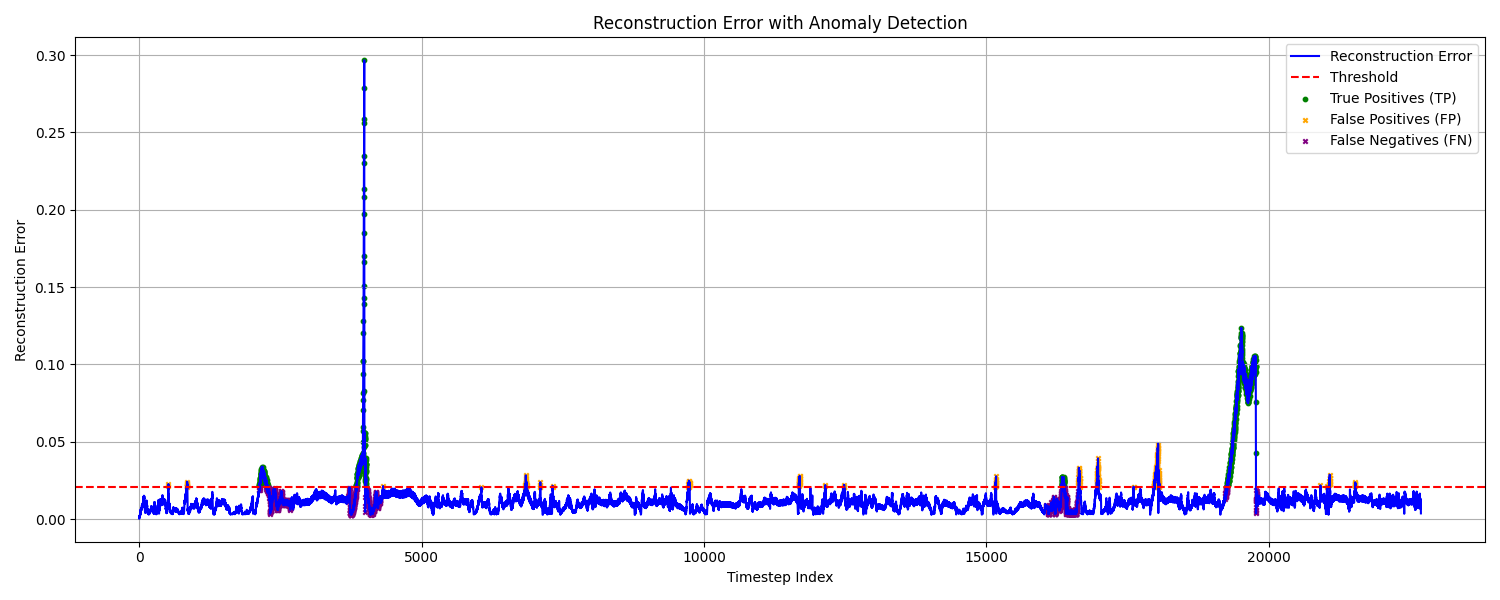 Reconstruction Error with Anomaly Detection
Reconstruction Error
Threshold
True Positives (TP)
False Positives (FP)
False Negatives (FN)
0.30
0.25
0.20
0.15
0.10
0.05
0.00
Reconstruction Error
0 5000 10000 15000 20000
Timestep Index